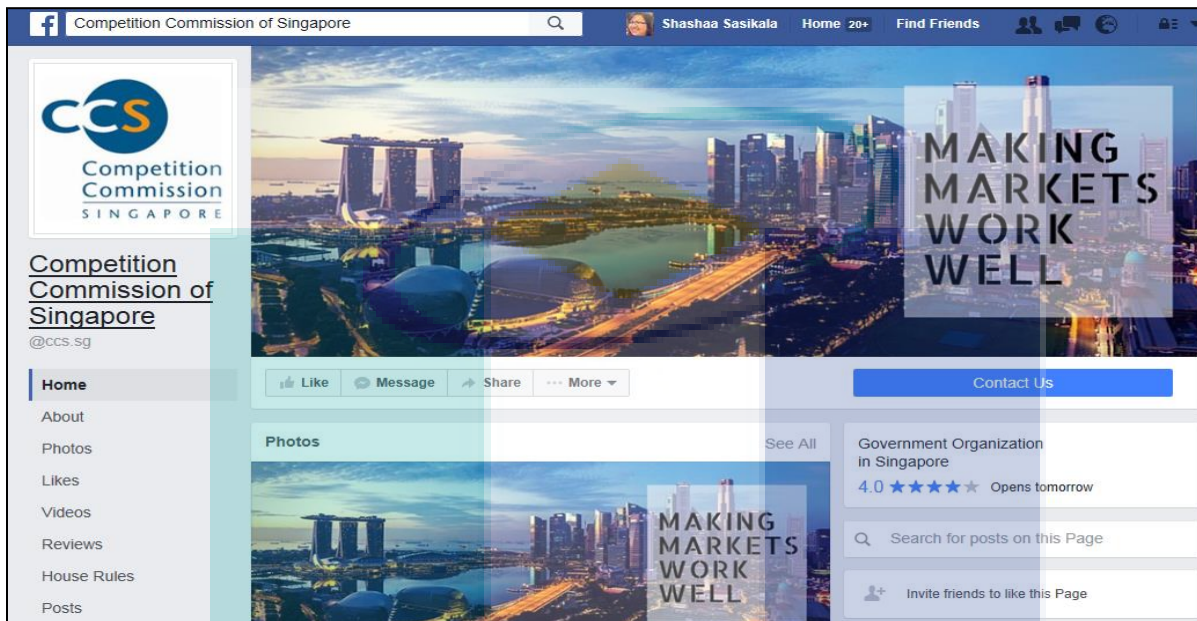 Competition Commission of Singapore
Shashaa Sasikala Home 20+ Find Friends
CCS
Competition
Commission
SINGAPORE
MAKING
MARKETS
WORK
WELL
Competition
Commission of
Singapore
@ccs.sg
Home
About
Photos
Likes
Videos
Reviews
House Rules
Posts
Like Message Share ... More
Contact Us
Photos See All
MAKING
MARKETS
WORK
WELL
Government Organization
in Singapore
4.0 ★★★★★ Opens tomorrow
Search for posts on this Page
Invite friends to like this Page